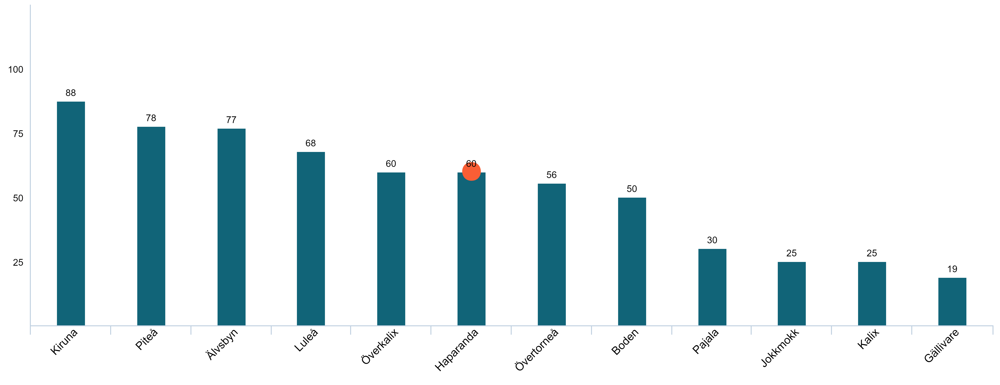 100
75
50
25
88
78
77
68
60
60
56
50
30
25
25
19
Kiruna
Piteå
Älvsbyn
Luleå
Överkalix
Haparanda
Övertorneå
Boden
Pajala
Jokkmokk
Kalix
Gällivare